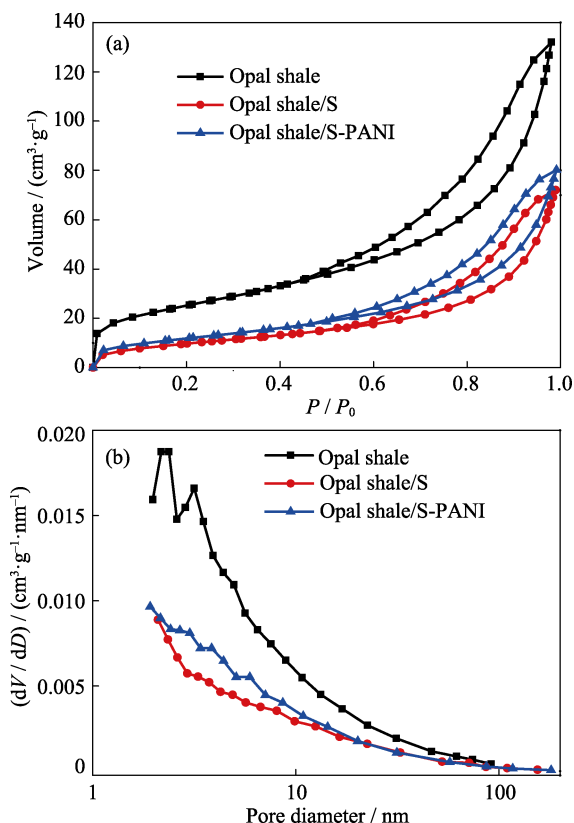 (a)
140
120
100
80
60
40
20
0
Volume / (cm³·g⁻¹)
Opal shale
Opal shale/S
Opal shale/S-PANI
0.2 0.4 0.6 0.8 1.0
P / P₀
(b)
0.020
0.015
0.010
0.005
0
(dV / dD) / (cm³·g⁻¹·nm⁻¹)
Opal shale
Opal shale/S
Opal shale/S-PANI
1 10 100
Pore diameter / nm